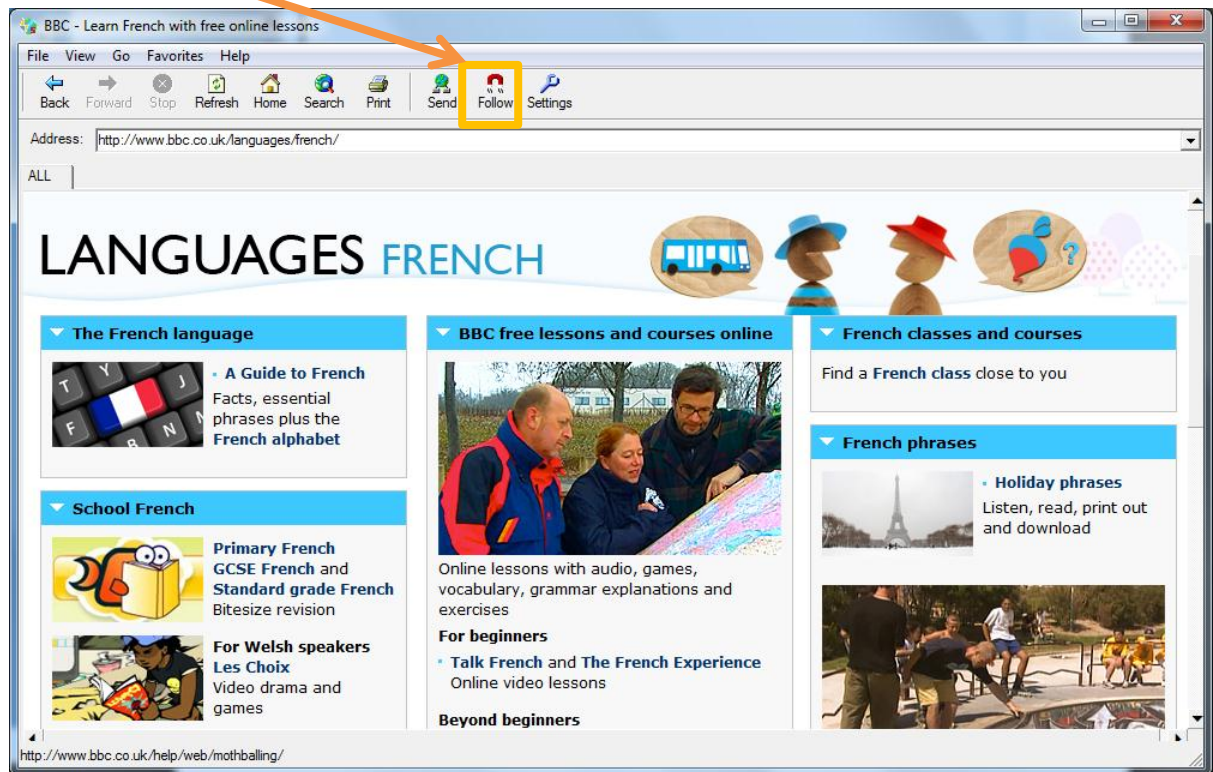 BBC - Learn French with free online lessons
File View Go Favorites Help
Back Forward Stop Refresh Home Search Print Send Follow Settings
Address: http://www.bbc.co.uk/languages/french/
ALL
LANGUAGES FRENCH
?
The French language
T Y J
F R N
A Guide to French
Facts, essential
phrases plus the
French alphabet
School French
Primary French
GCSE French and
Standard grade French
Bitesize revision
For Welsh speakers
Les Choix
Video drama and
games
BBC free lessons and courses online
Online lessons with audio, games,
vocabulary, grammar explanations and
exercises
For beginners
Talk French and The French Experience
Online video lessons
Beyond beginners
French classes and courses
Find a French class close to you
French phrases
Holiday phrases
Listen, read, print out
and download
http://www.bbc.co.uk/help/web/mothballing/